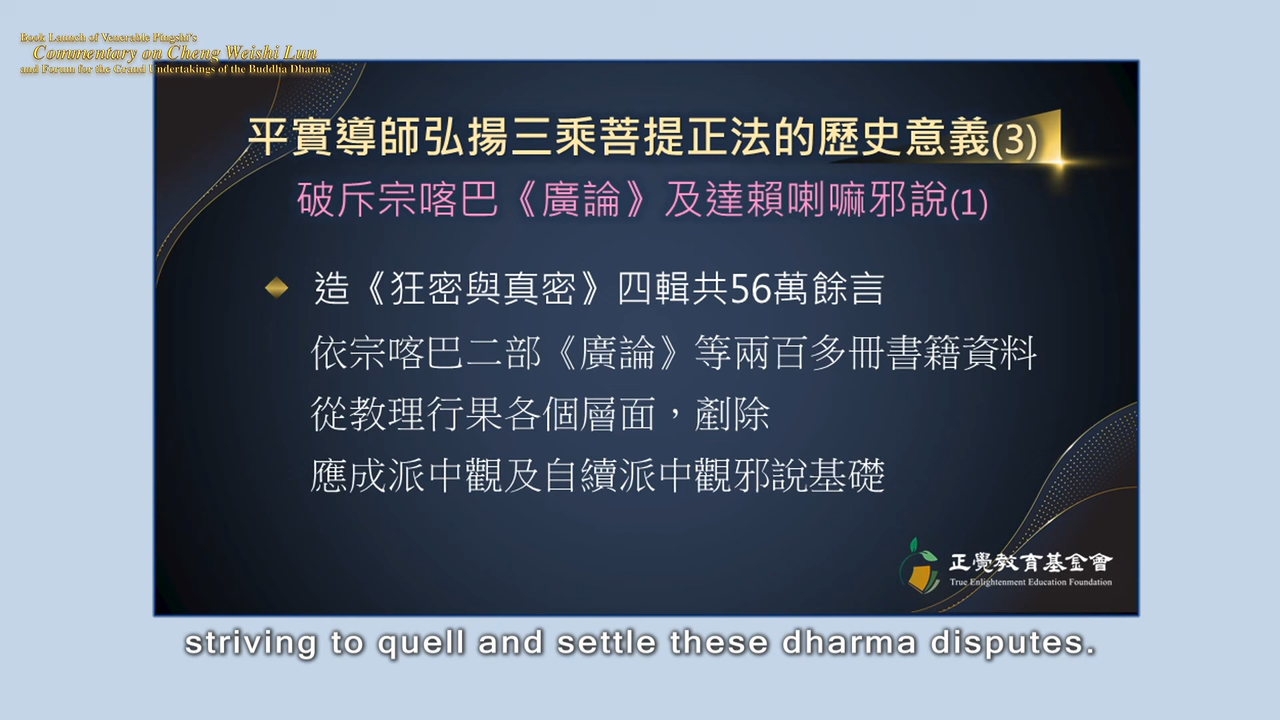 Book Launch of Venerable Pingshi's
Commentary on Cheng Weishi Lun
and Forum for the Grand Undertakings of the Buddha Dharma
平實導師弘揚三乘菩提正法的歷史意義(3)
破斥宗喀巴《廣論》及達賴喇嘛邪說(1)
造《狂密與真密》四輯共56萬餘言
依宗喀巴二部《廣論》等兩百多冊書籍資料
從教理行果各個層面，剷除
應成派中觀及自續派中觀邪說基礎
正覺教育基金會
True Enlightenment Education Foundation
striving to quell and settle these dharma disputes.